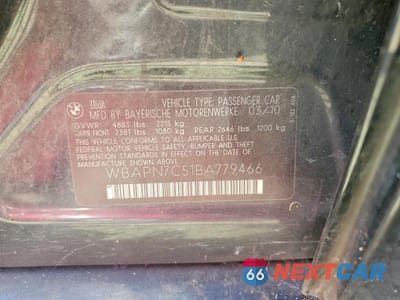 VEHICLE TYPE: PASSENGER CAR
MFD BY BAYERISCHE MOTORENWERKE 03/10
GVWR 4883 lbs 2215 kg
GAWR FRONT 2381 lbs 1080 kg REAR 2646 lbs 1200 kg
THIS VEHICLE CONFORMS TO ALL APPLICABLE U.S.
FEDERAL MOTOR VEHICLE SAFETY, BUMPER AND
THEFT PREVENTION STANDARDS IN EFFECT ON THE
DATE OF MANUFACTURE SHOWN ABOVE.
WBAPN7C51BA779466
66 NEXTCAR